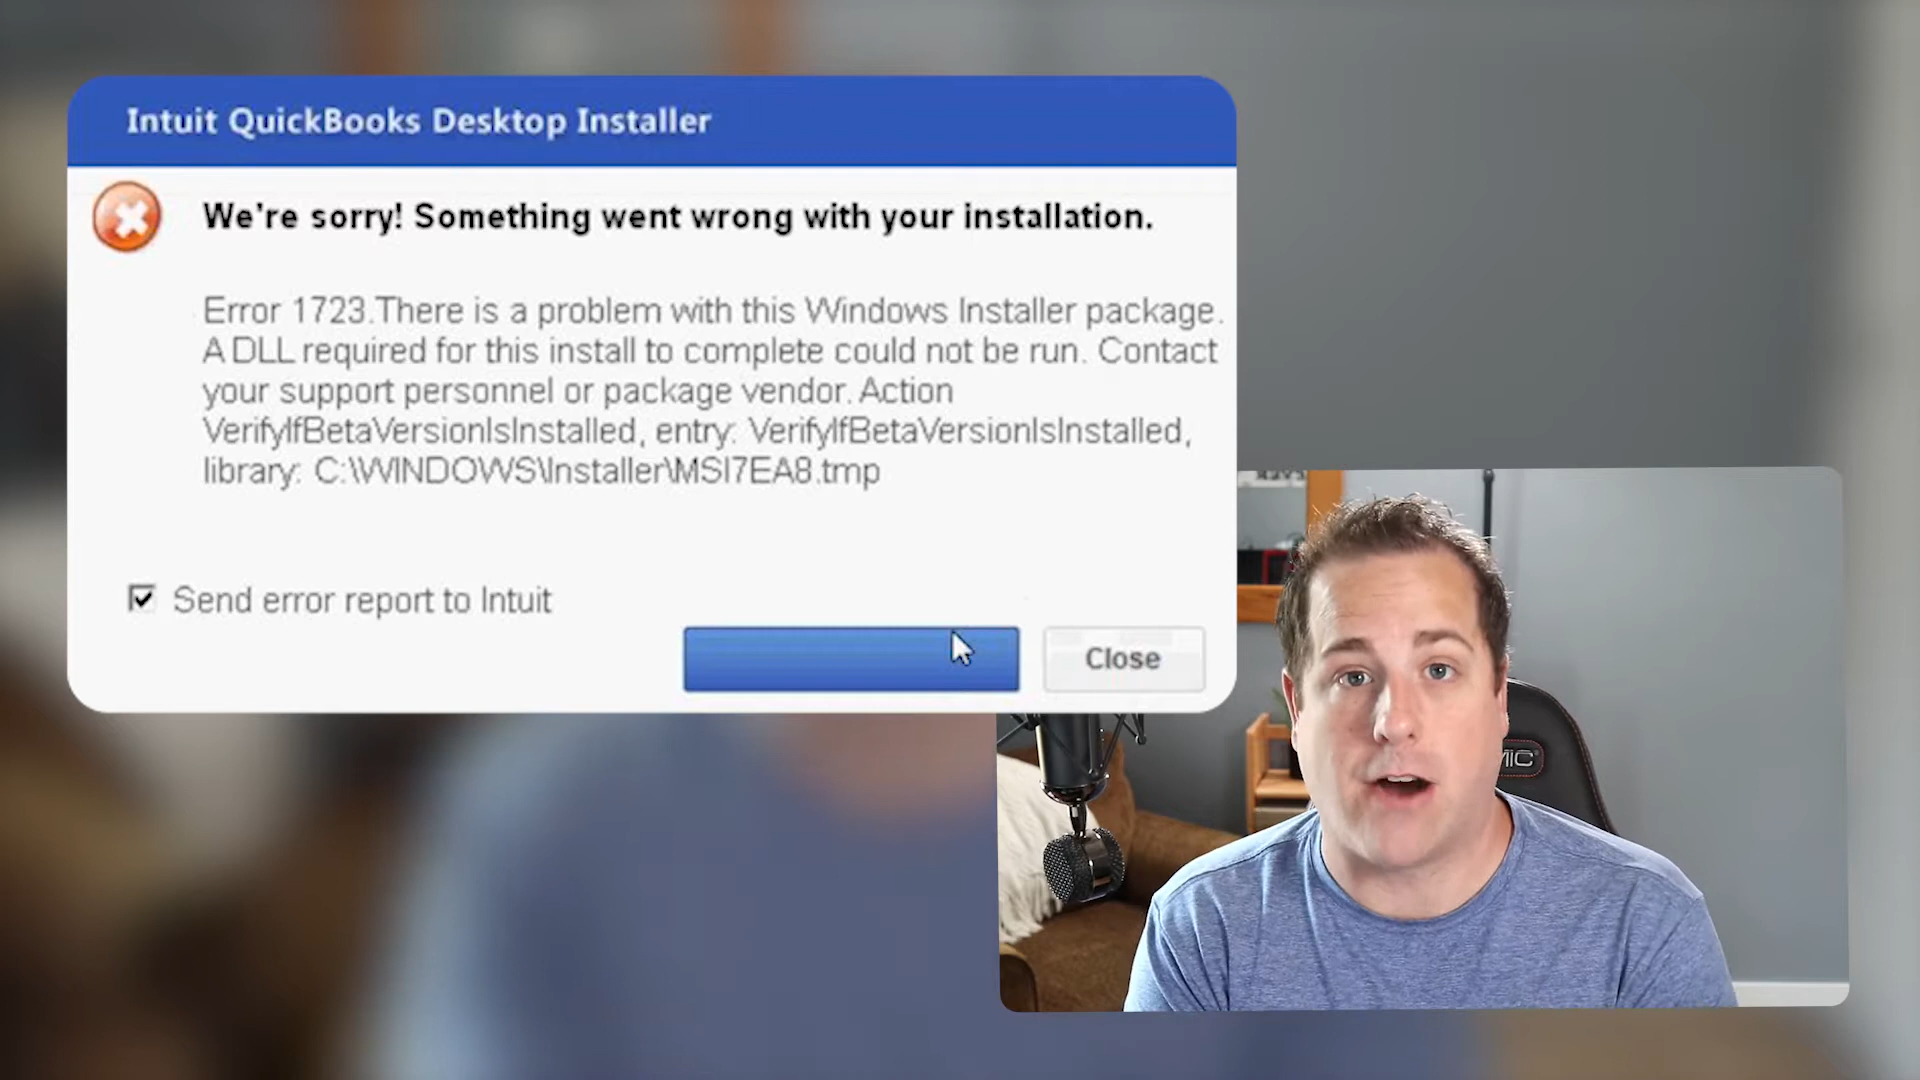 Intuit QuickBooks Desktop Installer
We're sorry! Something went wrong with your installation.
Error 1723.There is a problem with this Windows Installer package.
A DLL required for this install to complete could not be run. Contact
your support personnel or package vendor. Action
VerifyIfBetaVersionIsInstalled, entry: VerifyIfBetaVersionIsInstalled,
library: C:\WINDOWS\Installer\MSI7EA8.tmp
Send error report to Intuit
Close